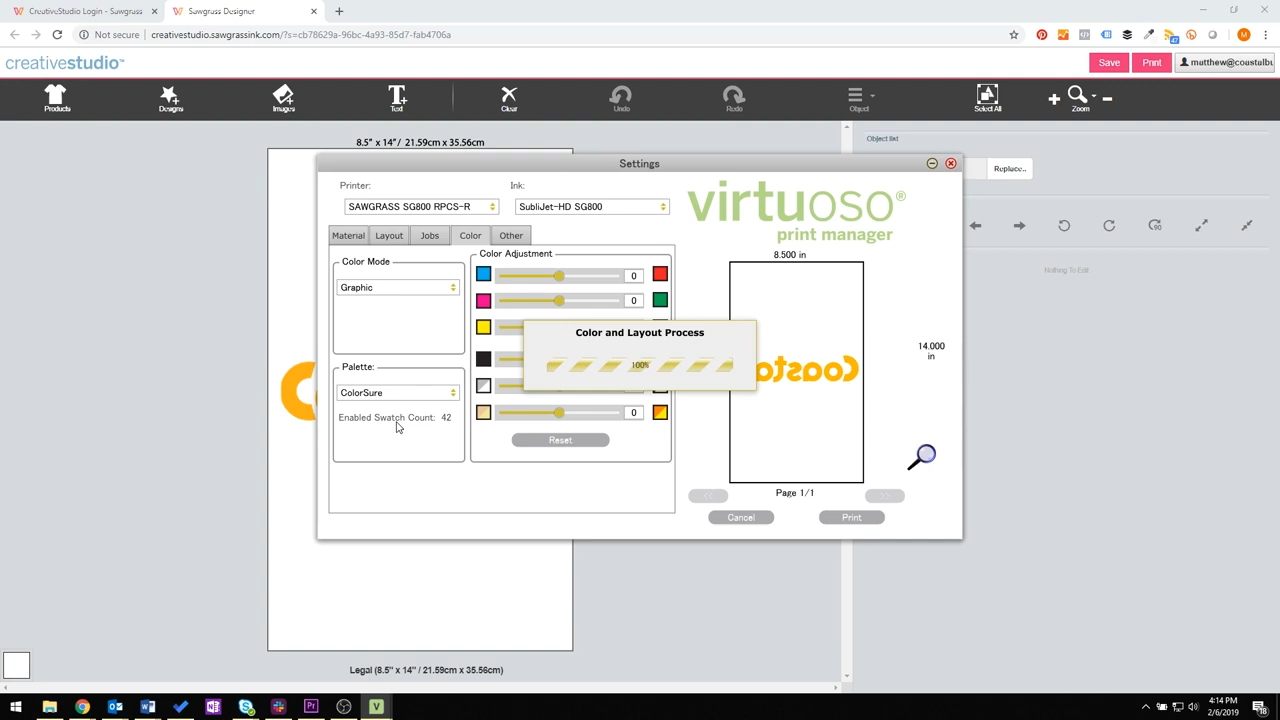 CreativeStudio Login - Sawgrass
Sawgrass Designer
Not secure
creativestudio.sawgrassink.com/?s=cb78629a-96bc-4a93-85d7-fab4706a
creativestudio™
Save
Print
matthew@coastalbu
Products
Designs
Images
Text
Clear
Undo
Redo
Object
Select All
Zoom
8.5" x 14"/ 21.59cm x 35.56cm
Object list
Replace..
Nothing To Edit
Settings
Printer:
Ink:
SAWGRASS SG800 RPCS-R
SubliJet-HD SG800
virtuoso®
print manager
Material
Layout
Jobs
Color
Other
Color Mode
Graphic
Color Adjustment
0
0
0
Palette:
ColorSure
Enabled Swatch Count: 42
Reset
Color and Layout Process
100%
8.500 in
14.000
in
Coasta
Page 1/1
<<
>>
Cancel
Print
Legal (8.5" x 14" / 21.59cm x 35.56cm)
4:14 PM
2/6/2019